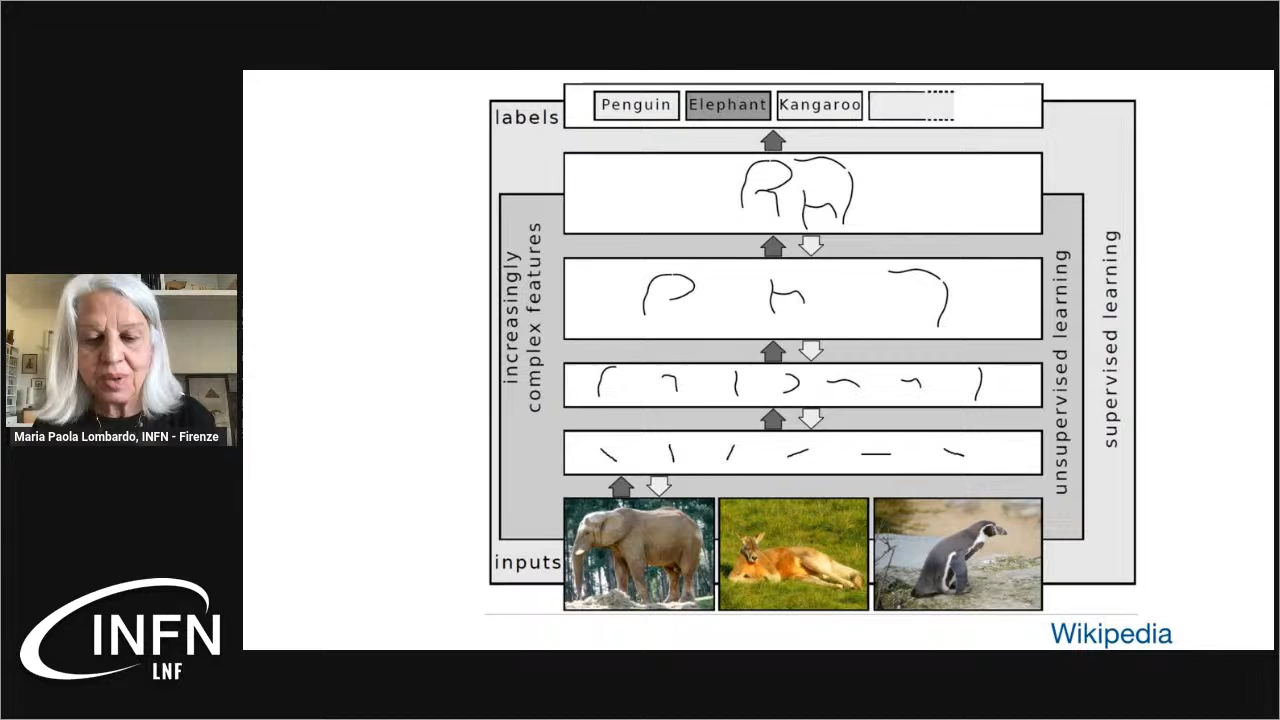 Penguin
Elephant
Kangaroo
labels
increasingly
complex features
unsupervised learning
supervised learning
inputs
Wikipedia
Maria Paola Lombardo, INFN - Firenze
INFN
LNF